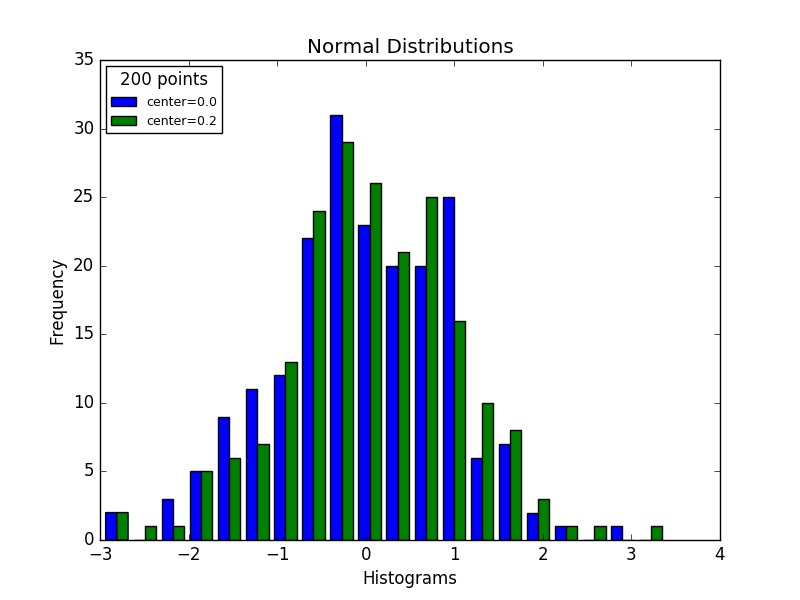 Normal Distributions
200 points
center=0.0
center=0.2
Frequency
35
30
25
20
15
10
5
0
−3 −2 −1 0 1 2 3 4
Histograms